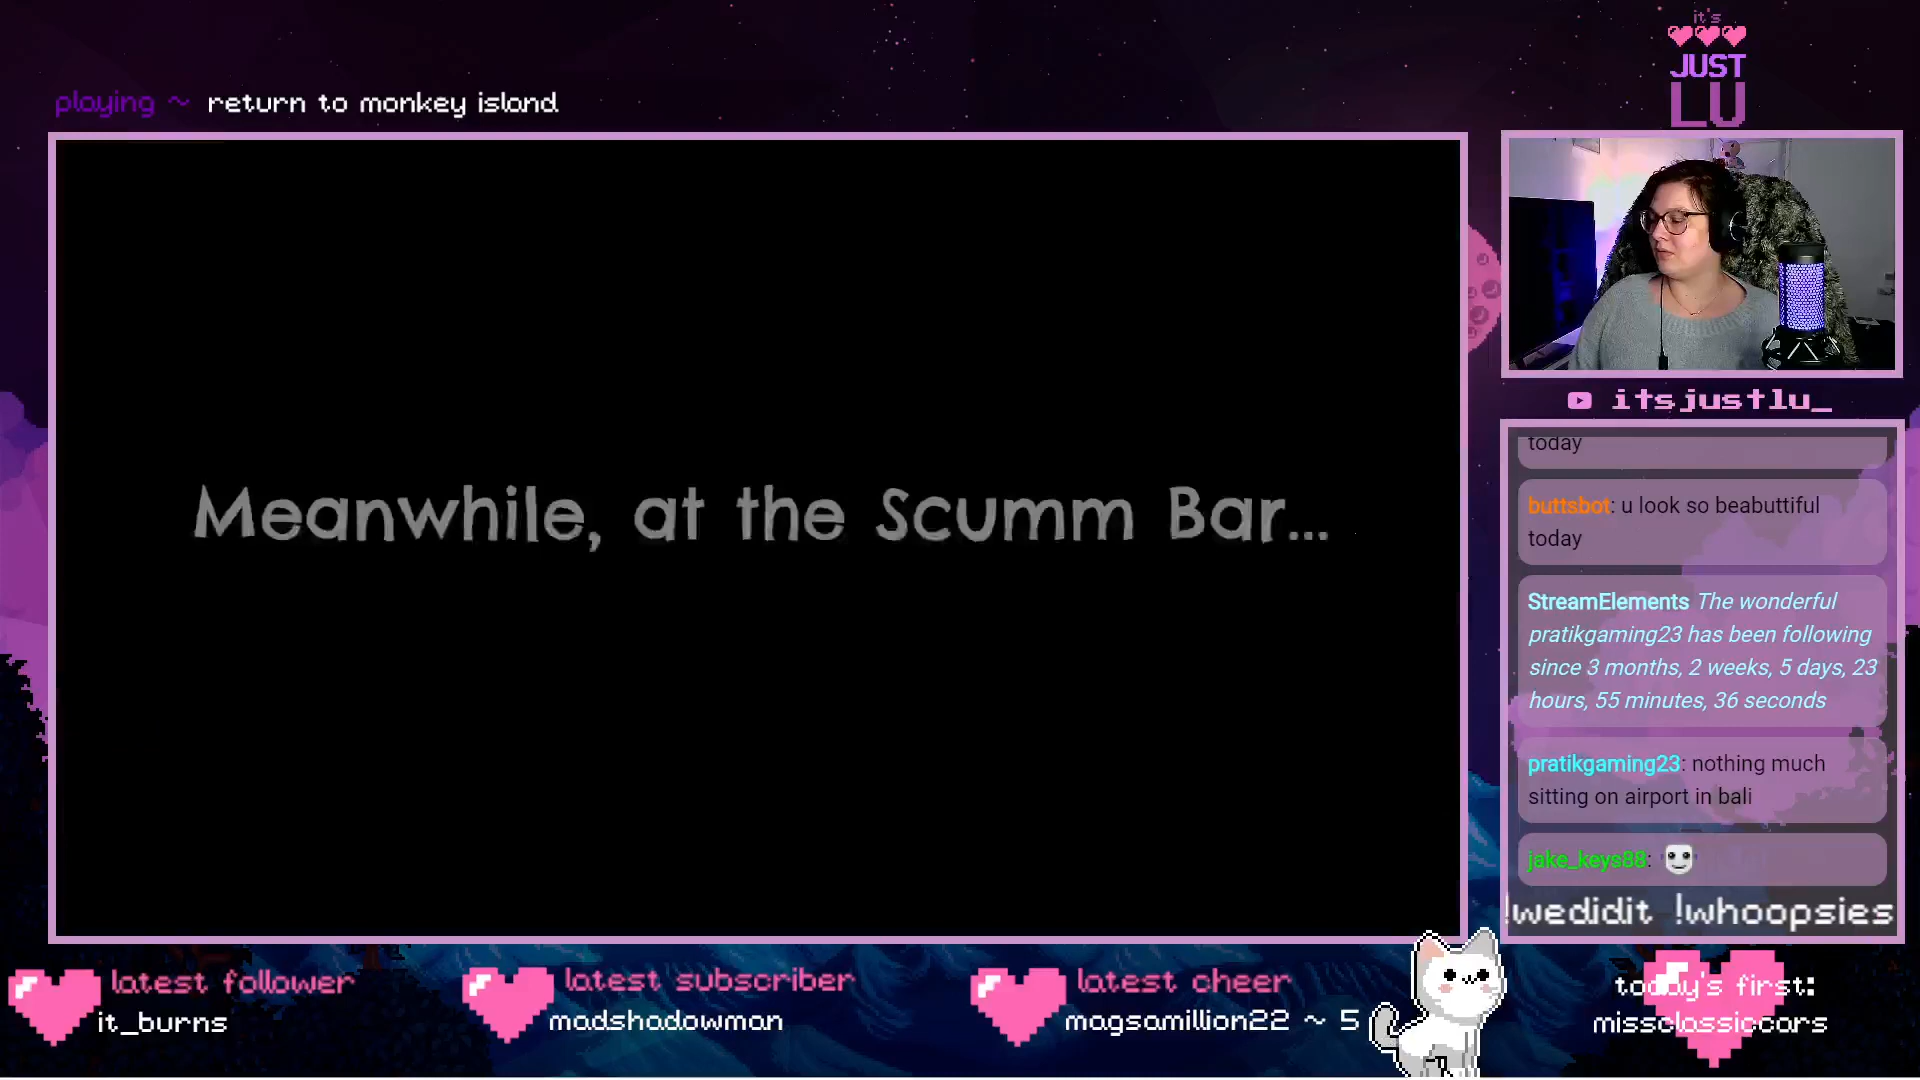 it's
JUST
LU
playing ~ return to monkey island
Meanwhile, at the Scumm Bar...
itsjustlu_
today
buttsbot: u look so beabuttiful
today
StreamElements The wonderful
pratikgaming23 has been following
since 3 months, 2 weeks, 5 days, 23
hours, 55 minutes, 36 seconds
pratikgaming23: nothing much
sitting on airport in bali
jake_keys88:
!wedidit !whoopsies
latest follower
it_burns
latest subscriber
madshadowman
latest cheer
magsamillion22 ~ 5
today's first:
missclassiccars